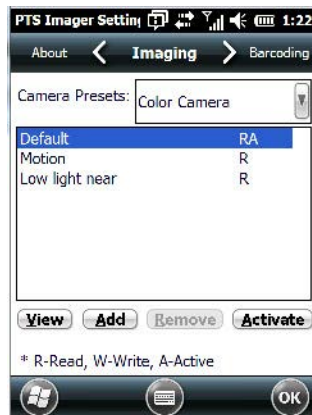 PTS Imager Settin 1:22
About Imaging Barcoding
Camera Presets: Color Camera
Default RA
Motion R
Low light near R
View Add Remove Activate
* R-Read, W-Write, A-Active
OK